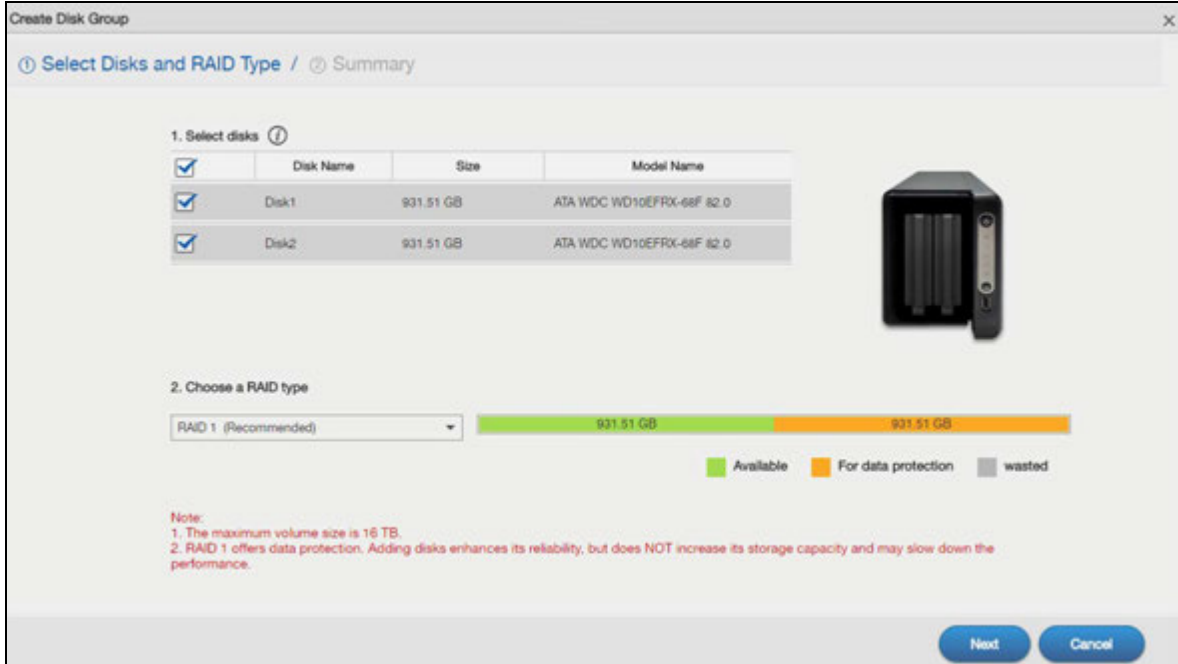 Create Disk Group
① Select Disks and RAID Type / ② Summary
1. Select disks
Disk Name Size Model Name
Disk1 931.51 GB ATA WDC WD10EFRX-68F 82.0
Disk2 931.51 GB ATA WDC WD10EFRX-68F 82.0
2. Choose a RAID type
RAID 1 (Recommended) 931.51 GB 931.51 GB
Available For data protection wasted
Note:
1. The maximum volume size is 16 TB.
2. RAID 1 offers data protection. Adding disks enhances its reliability, but does NOT increase its storage capacity and may slow down the
performance.
Next Cancel